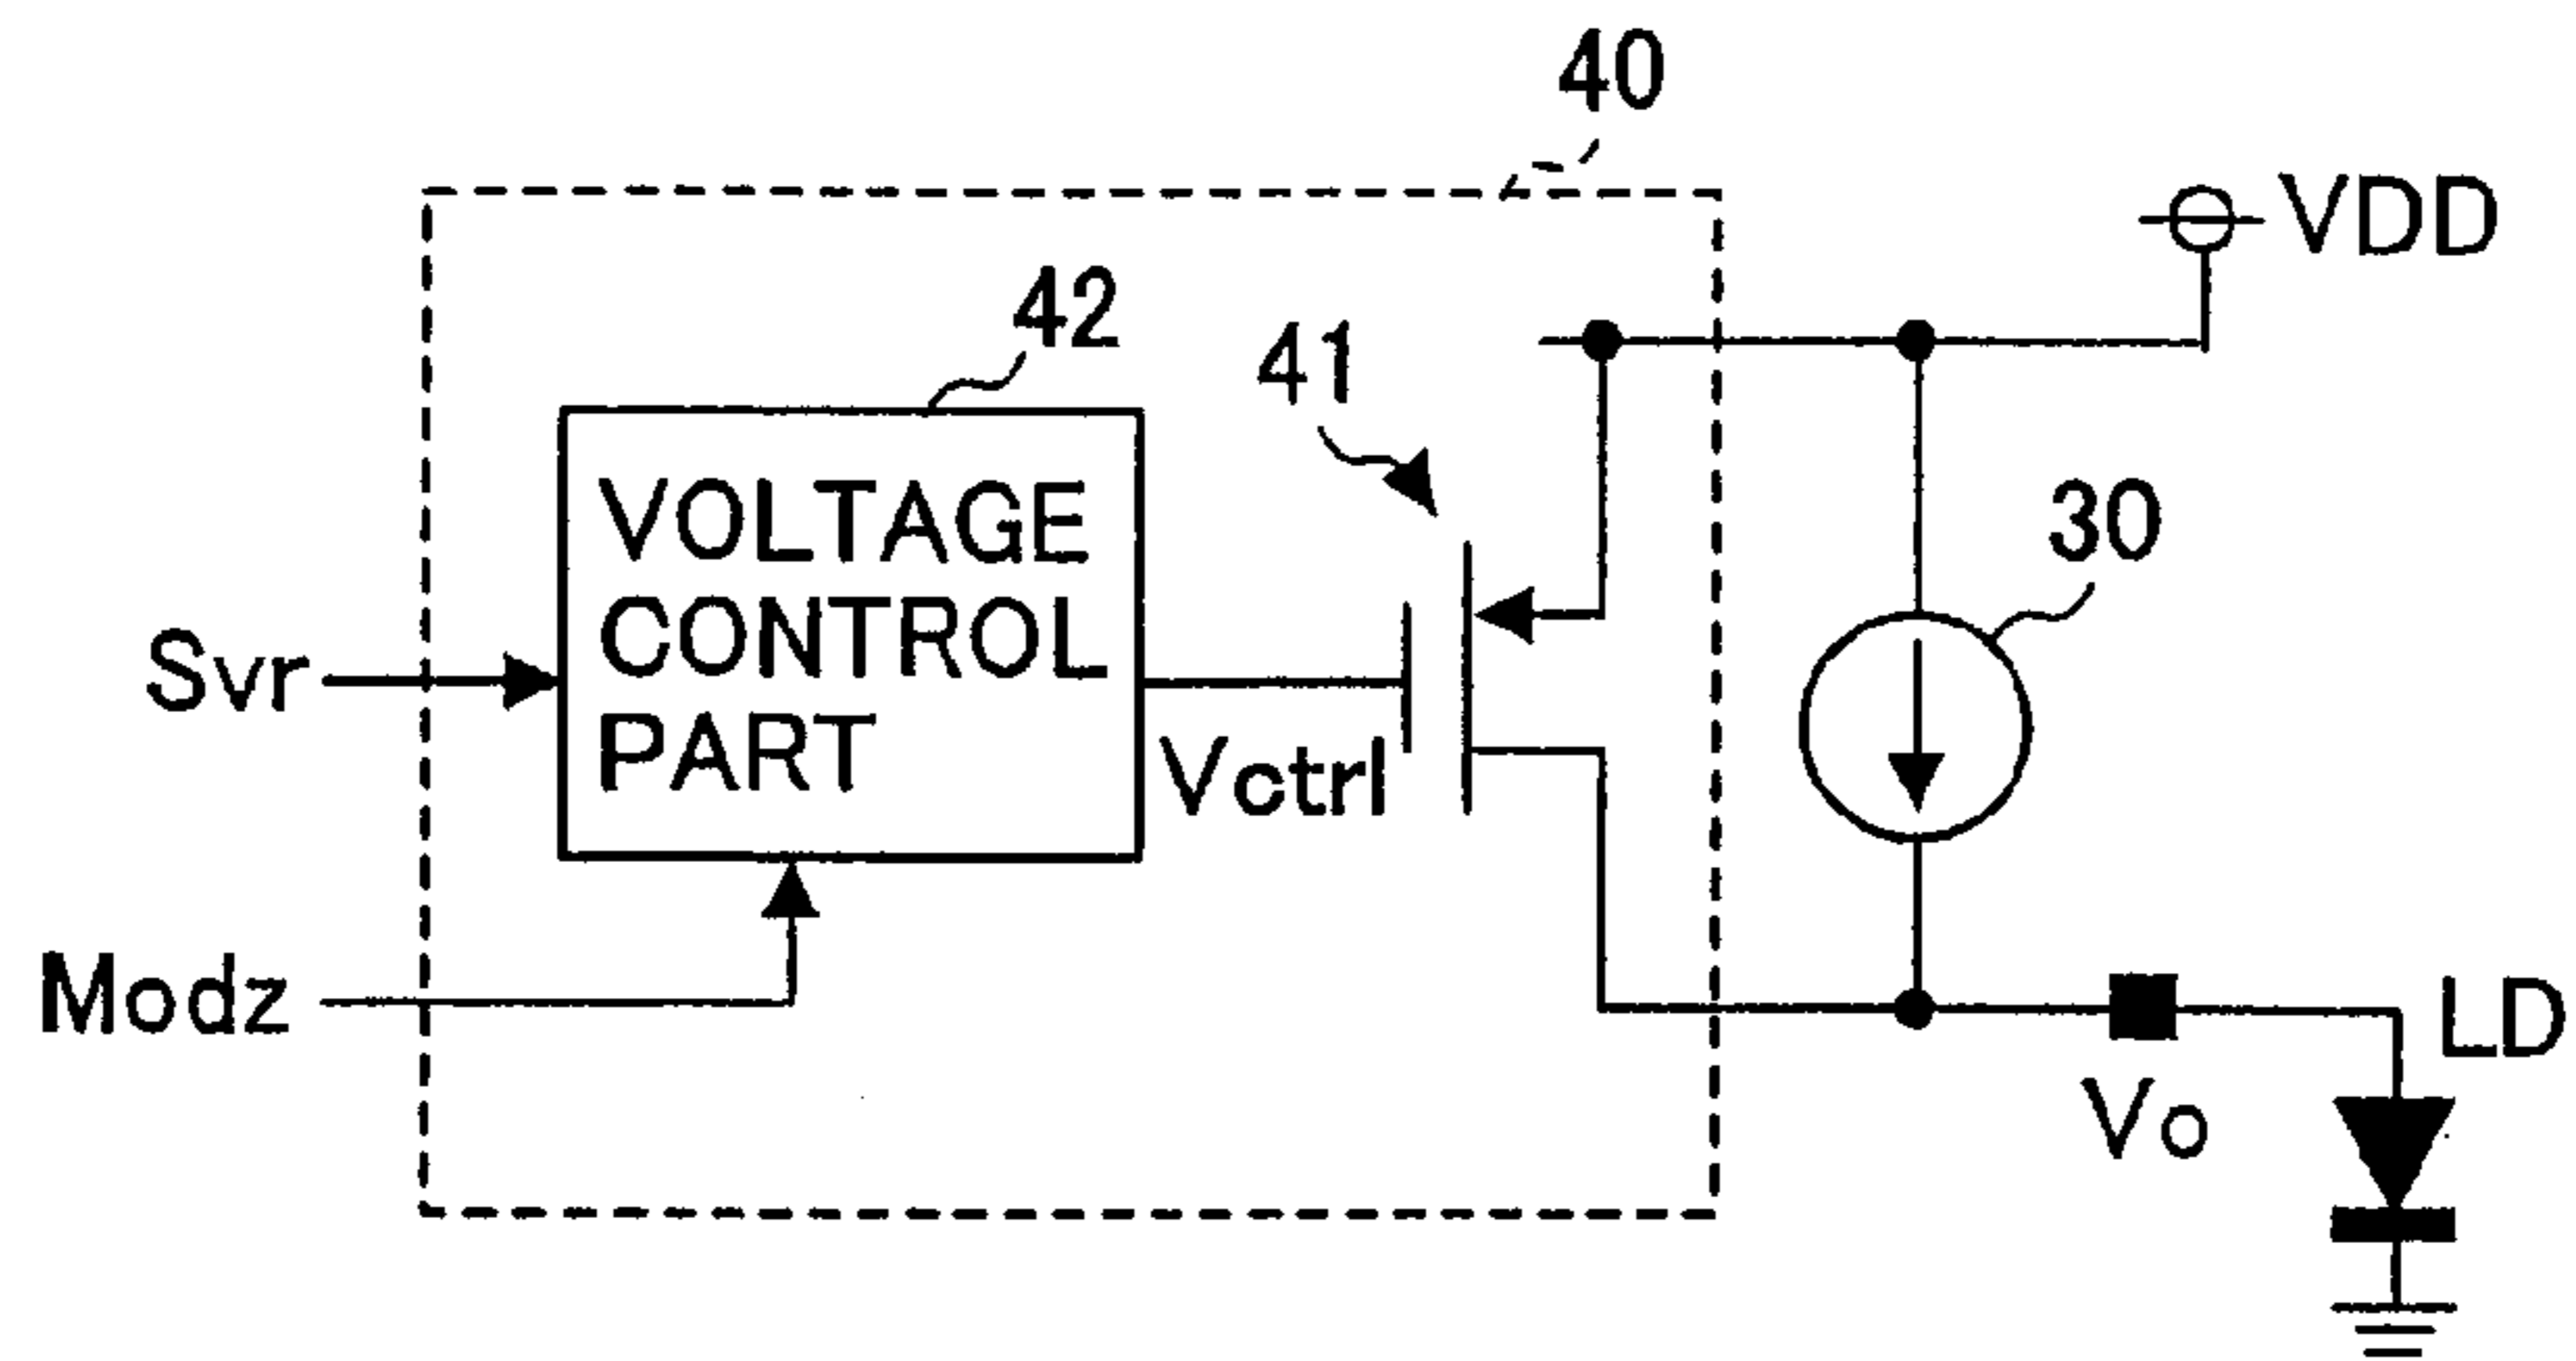 40
VDD
42
41
30
VOLTAGE
CONTROL
PART
Svr
Vctrl
Modz
LD
Vo